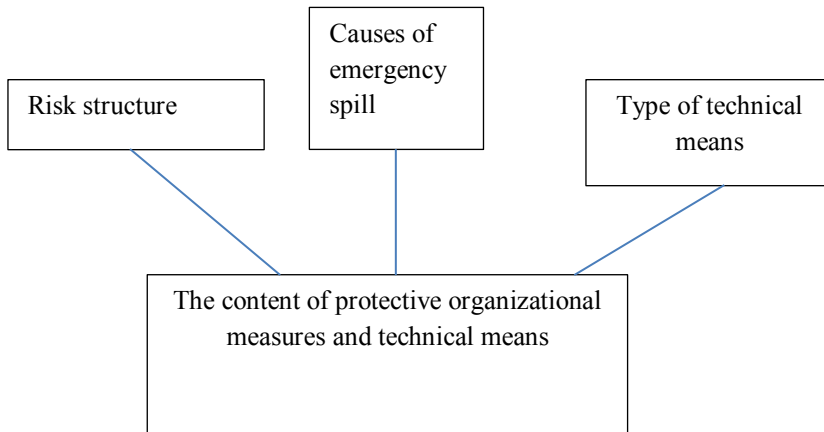 Risk structure
Causes of
emergency
spill
Type of technical
means
The content of protective organizational
measures and technical means